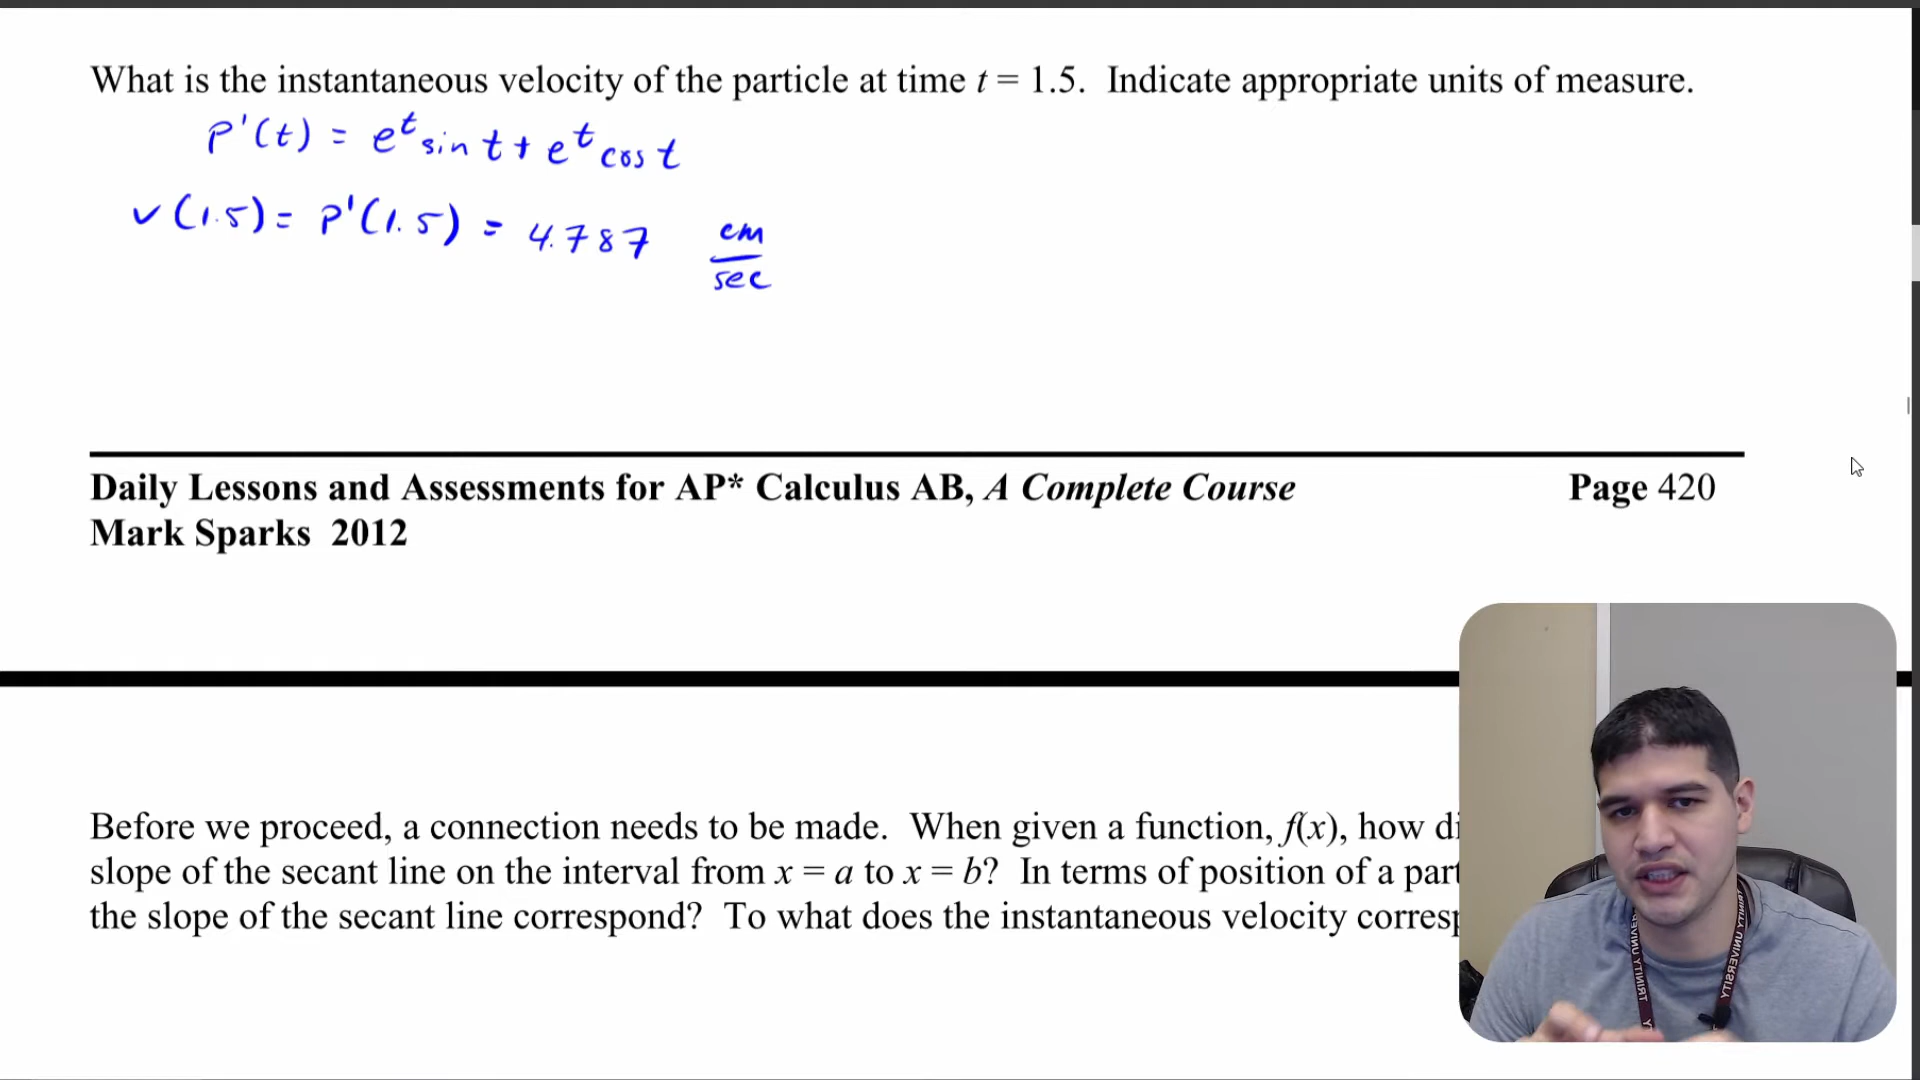 What is the instantaneous velocity of the particle at time t = 1.5. Indicate appropriate units of measure.
P'(t) = e^t sin t + e^t cos t
v(1.5) = P'(1.5) = 4.787 cm/sec
Daily Lessons and Assessments for AP* Calculus AB, A Complete Course Page 420
Mark Sparks 2012
Before we proceed, a connection needs to be made. When given a function, f(x), how
slope of the secant line on the interval from x = a to x = b? In terms of position of a
the slope of the secant line correspond? To what does the instantaneous velocity
TRINITY UNIVERSITY
UNIVERSITY